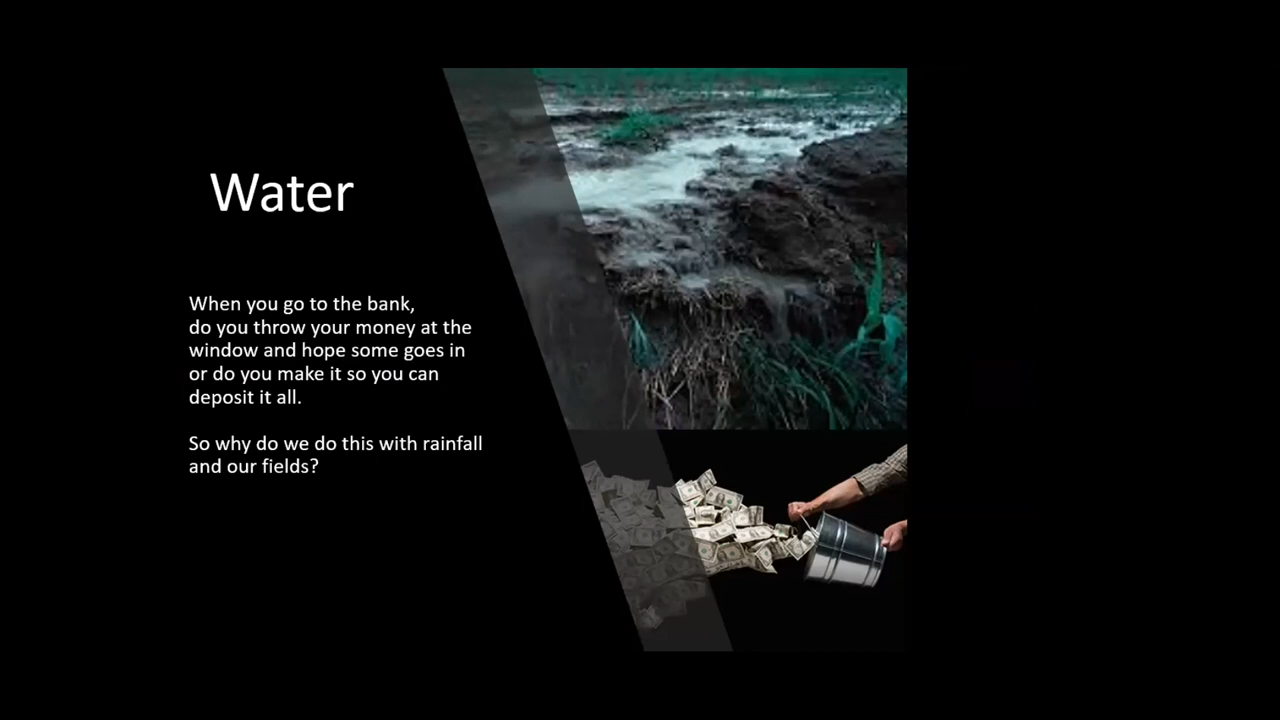 Water
When you go to the bank,
do you throw your money at the
window and hope some goes in
or do you make it so you can
deposit it all.
So why do we do this with rainfall
and our fields?